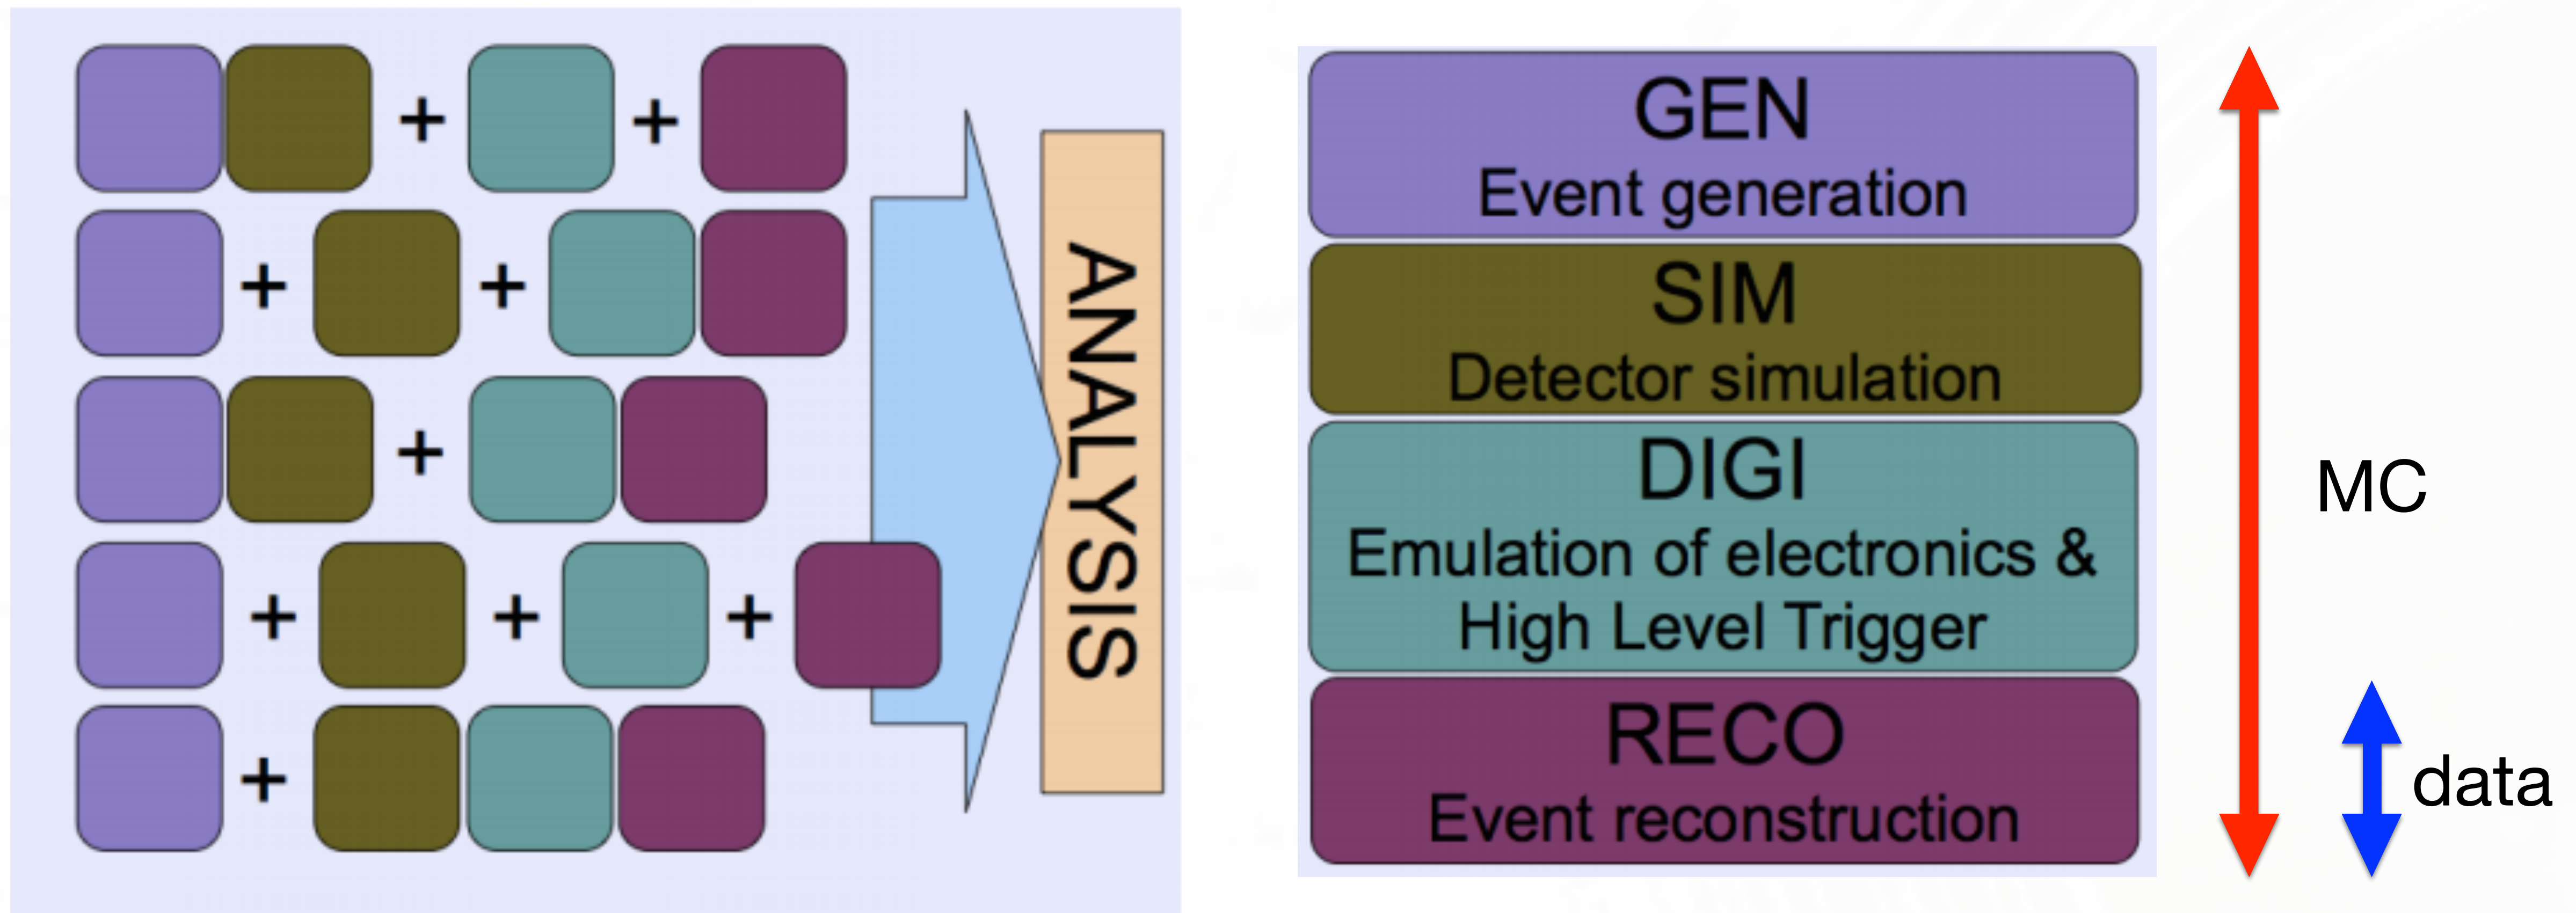 + +
+ +
+
+ + +
+
ANALYSIS
GEN
Event generation
SIM
Detector simulation
DIGI
Emulation of electronics &
High Level Trigger
RECO
Event reconstruction
MC
data